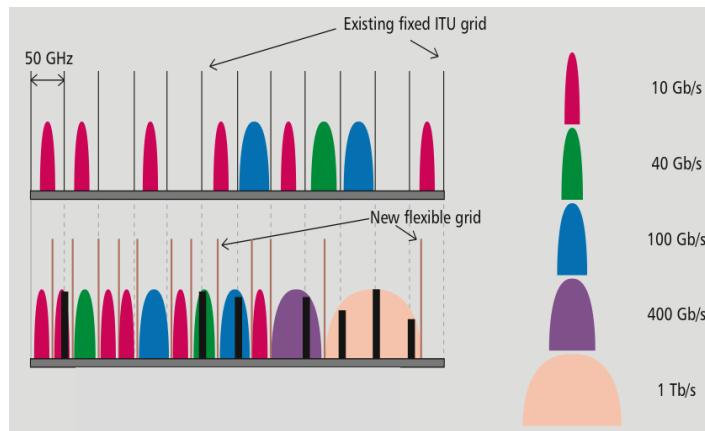 Existing fixed ITU grid
50 GHz
10 Gb/s
40 Gb/s
New flexible grid
100 Gb/s
400 Gb/s
1 Tb/s